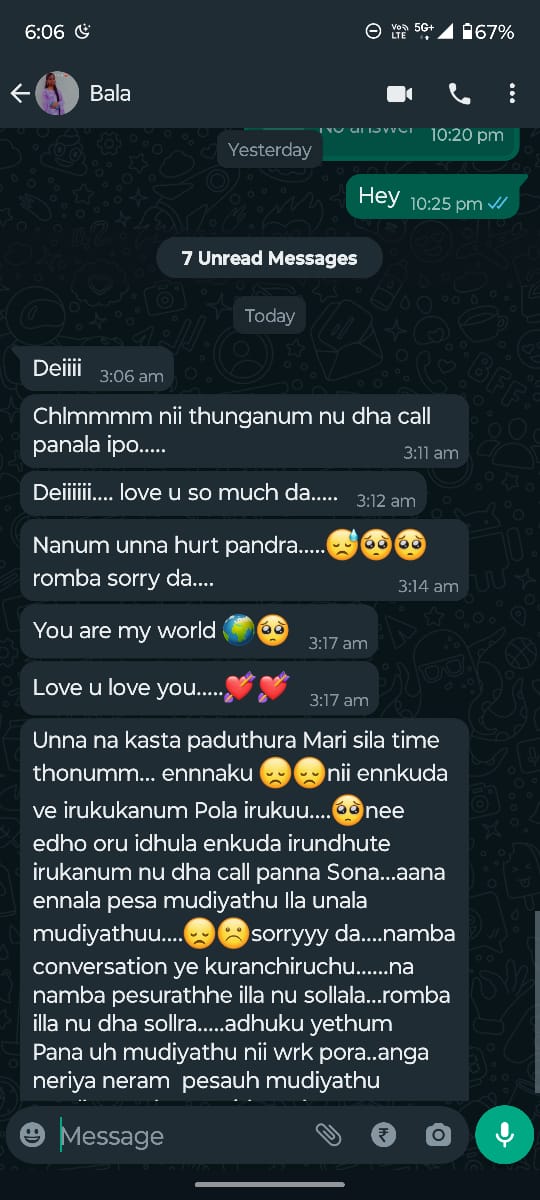 6:06
Vo))
LTE
5G+
67%
Bala
No answer 10:20 pm
Yesterday
Hey 10:25 pm
7 Unread Messages
Today
Deiiii 3:06 am
Chlmmmm nii thunganum nu dha call
panala ipo.....
3:11 am
Deiiiiii.... love u so much da..... 3:12 am
Nanum unna hurt pandra.....😓🥺🥺
romba sorry da....
3:14 am
You are my world 🌍🥺 3:17 am
Love u love you.....💘💘 3:17 am
Unna na kasta paduthura Mari sila time
thonumm... ennnaku 😞😞nii ennkuda
ve irukukanum Pola irukuu....🥺nee
edho oru idhula enkuda irundhute
irukanum nu dha call panna Sona...aana
ennala pesa mudiyathu Ila unala
mudiyathuu....😞☹️sorryyy da....namba
conversation ye kuranchiruchu......na
namba pesurathhe illa nu sollala...romba
illa nu dha sollra.....adhuku yethum
Pana uh mudiyathu nii wrk pora..anga
neriya neram pesauh mudiyathu
Message